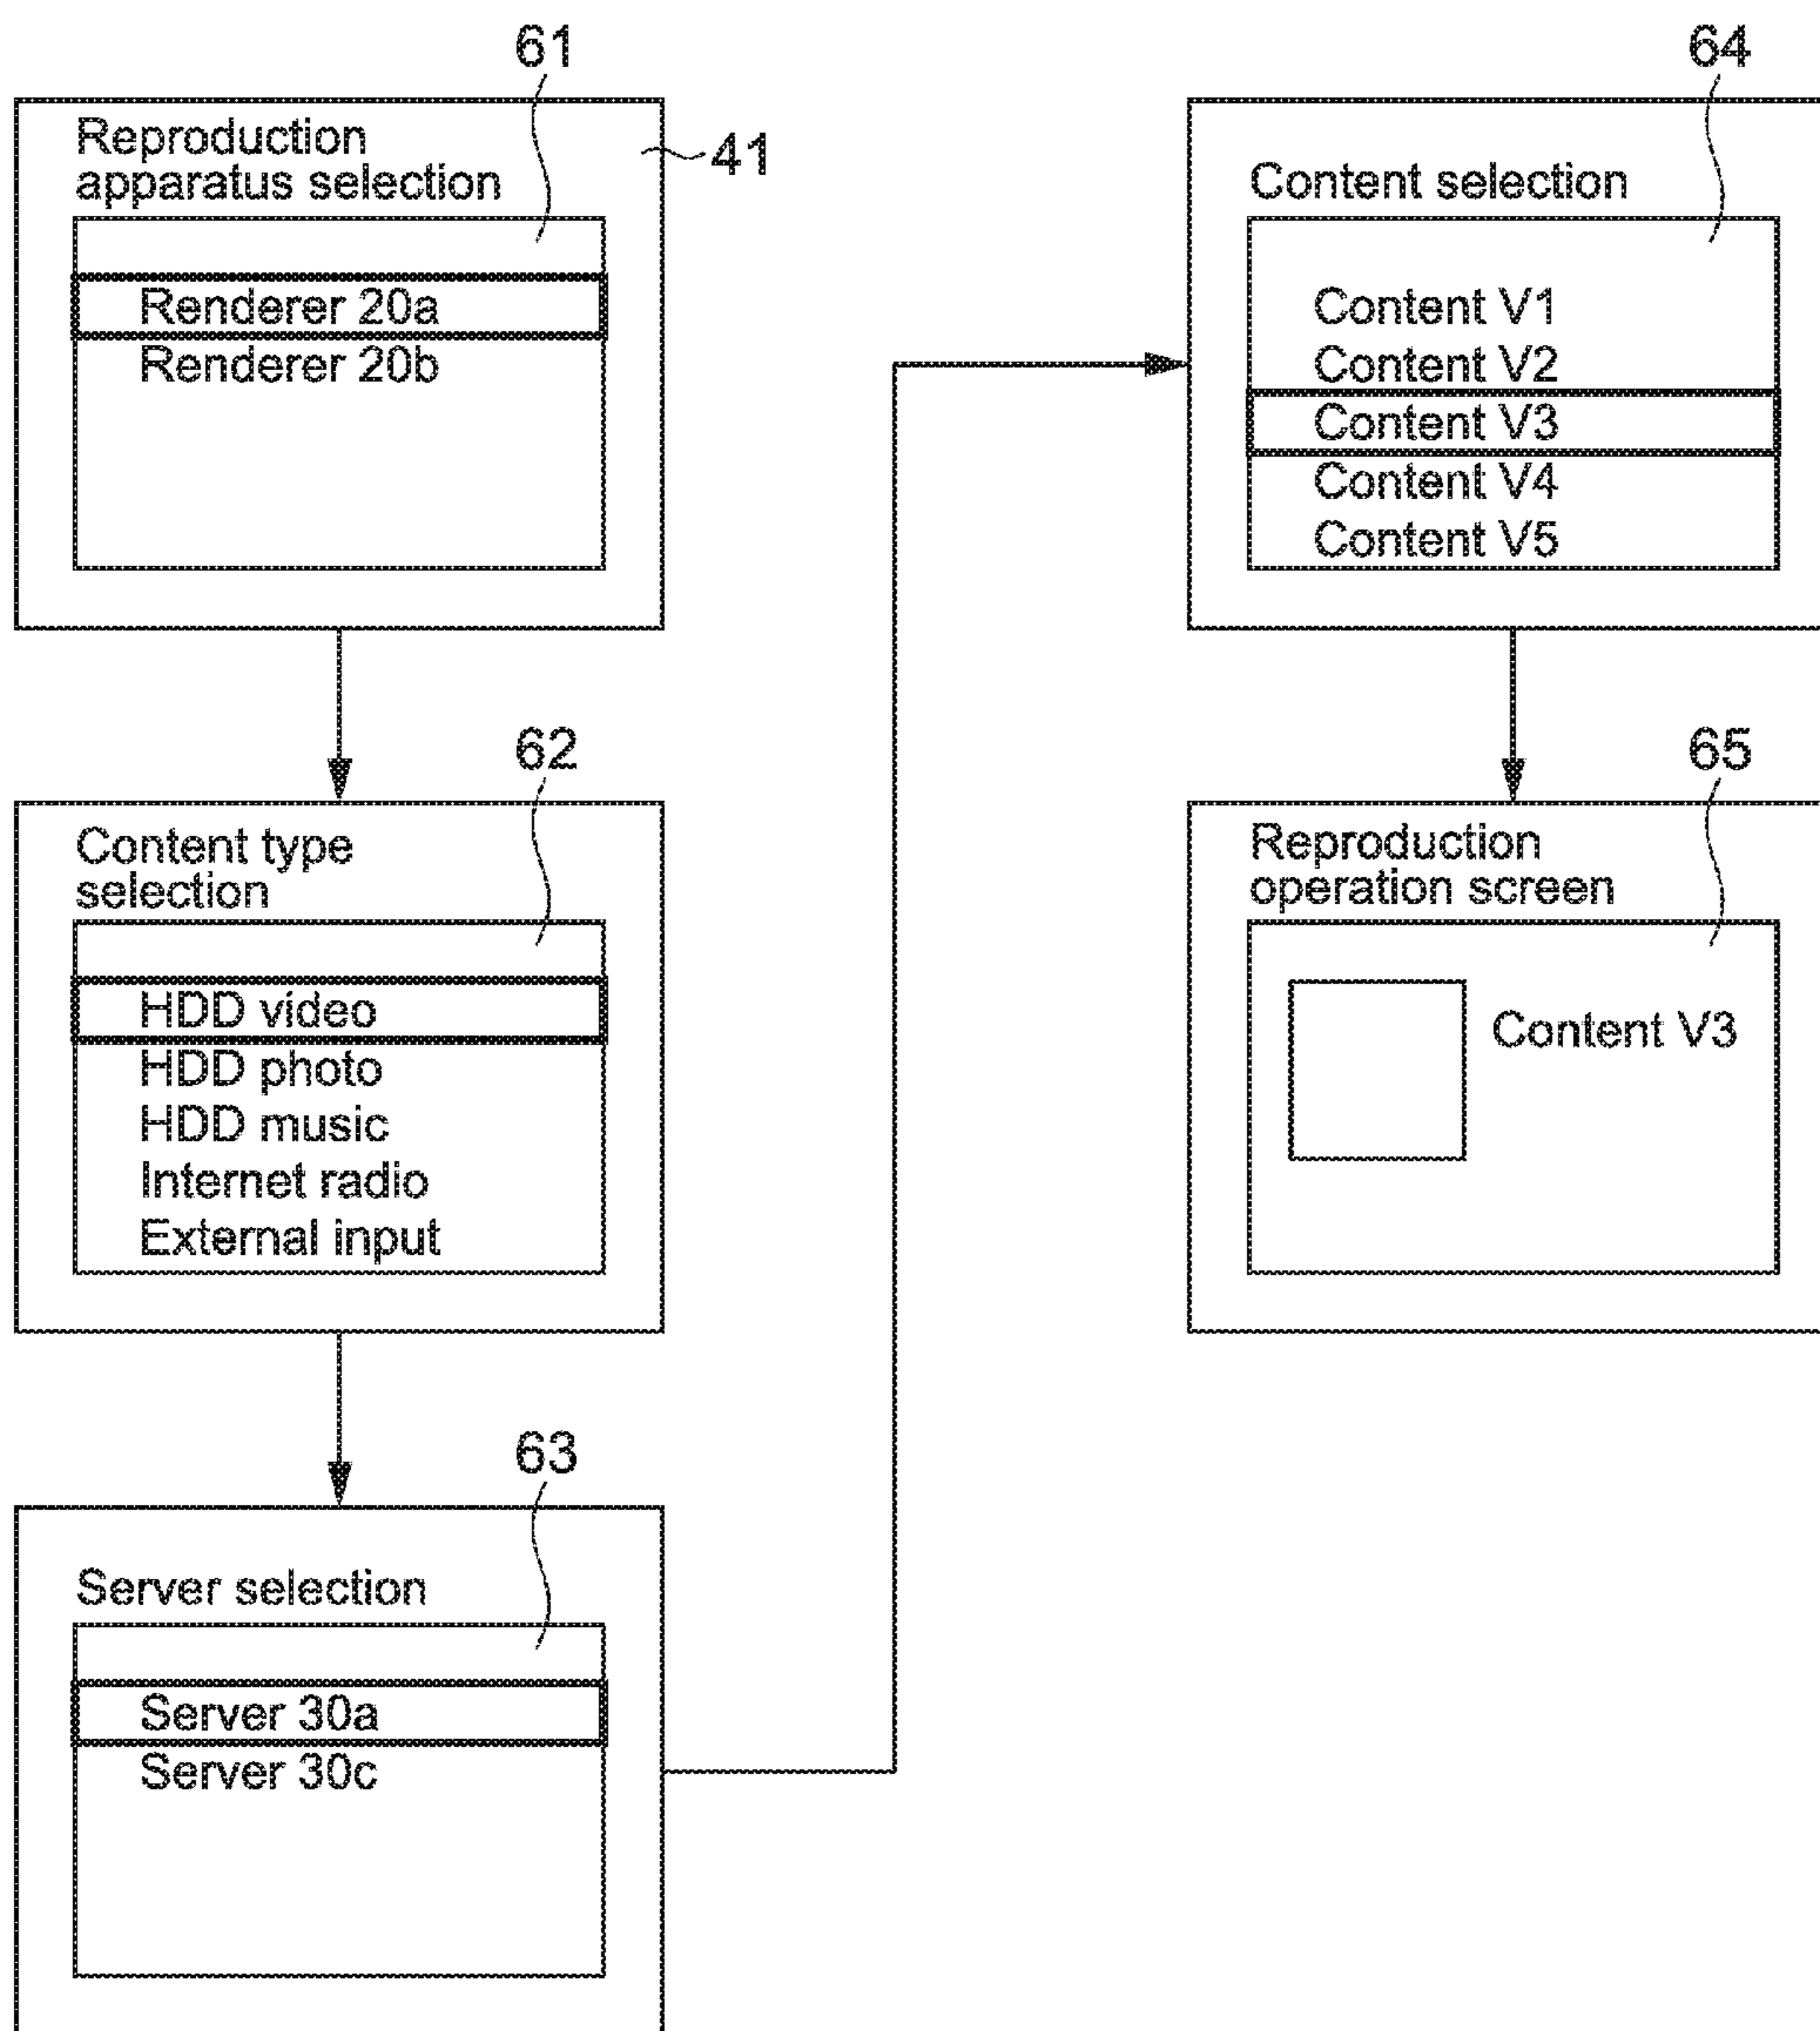 61
Reproduction
apparatus selection
41
Renderer 20a
Renderer 20b
62
Content type
selection
HDD video
HDD photo
HDD music
Internet radio
External input
63
Server selection
Server 30a
Server 30c
64
Content selection
Content V1
Content V2
Content V3
Content V4
Content V5
65
Reproduction
operation screen
Content V3